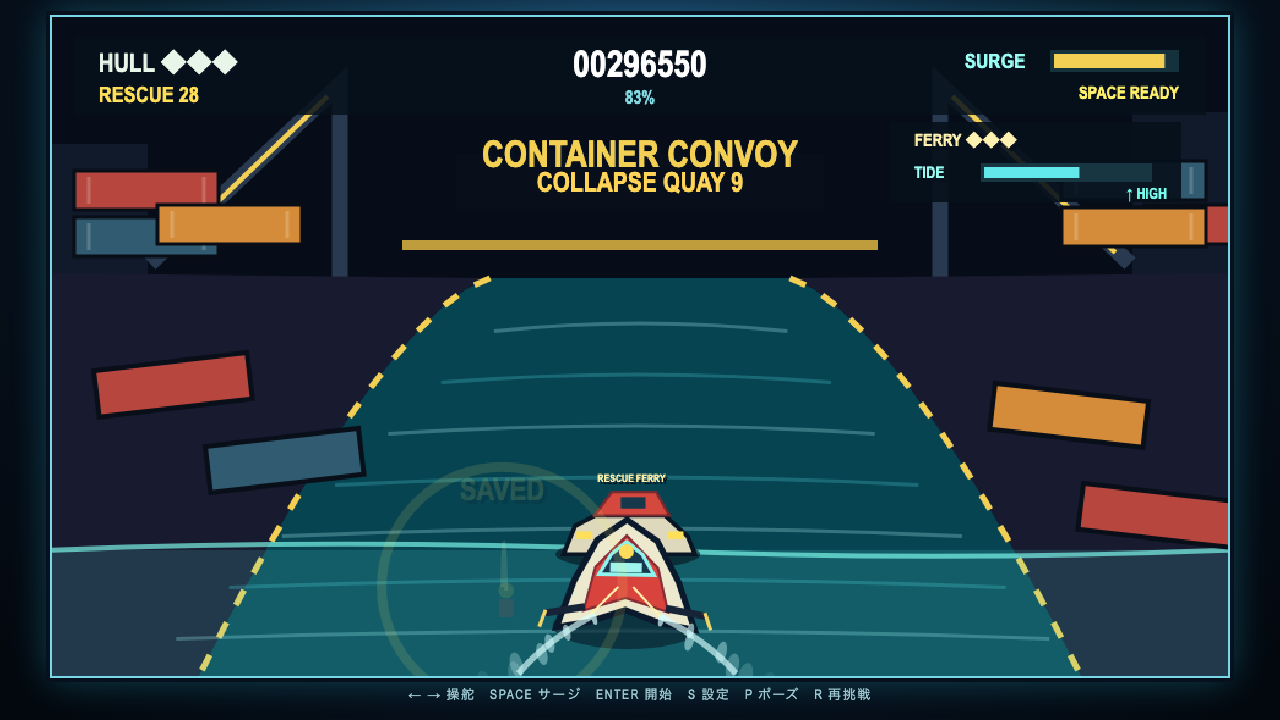 HULL
RESCUE 28
00296550
83%
SURGE
SPACE READY
CONTAINER CONVOY
COLLAPSE QUAY 9
FERRY
TIDE
↑ HIGH
SAVED
RESCUE FERRY
← → 操舵 SPACE サージ ENTER 開始 S 設定 P ポーズ R 再挑戦